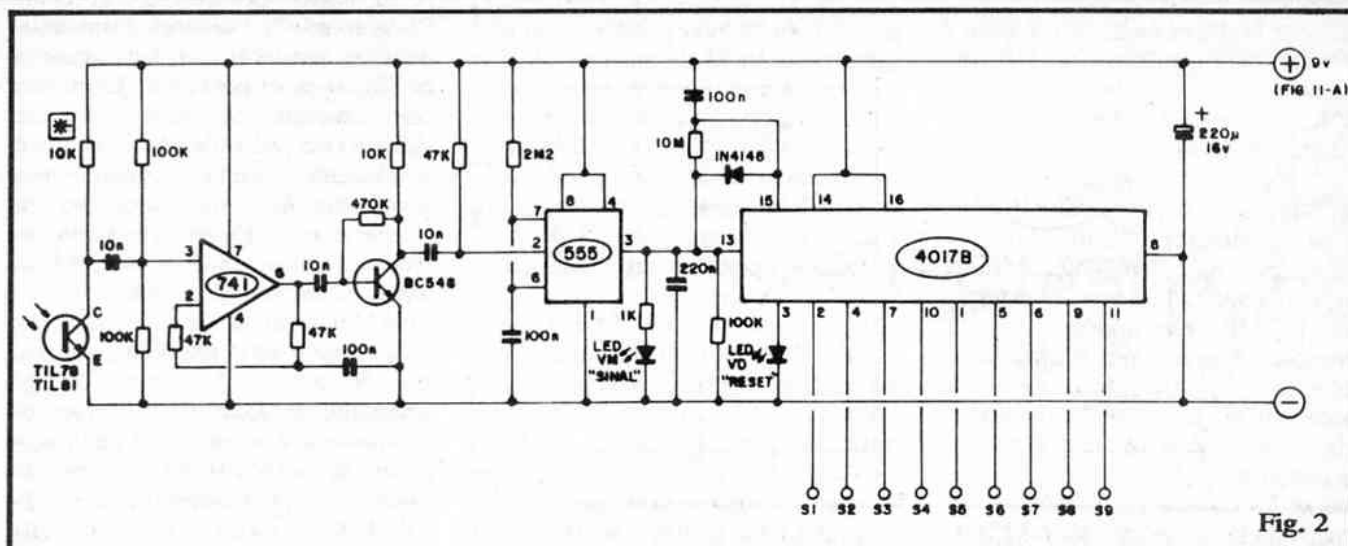 9v
(FIG 11-A)
100n
+
220µ
16v
✳
10K
100K
10K
47K
2M2
10M
1N4148
470K
8
4
15
14
16
7
10n
3
7
10n
2
555
3
13
4017B
8
10n
741
6
BC548
6
2
4
1
1K
220n
100K
3
2
4
7
10
1
5
6
9
11
C
E
100K
47K
47K
100n
100n
LED
VM
"SINAL"
LED
VD
"RESET"
TIL78
TIL81
S1
S2
S3
S4
S5
S6
S7
S8
S9
Fig. 2